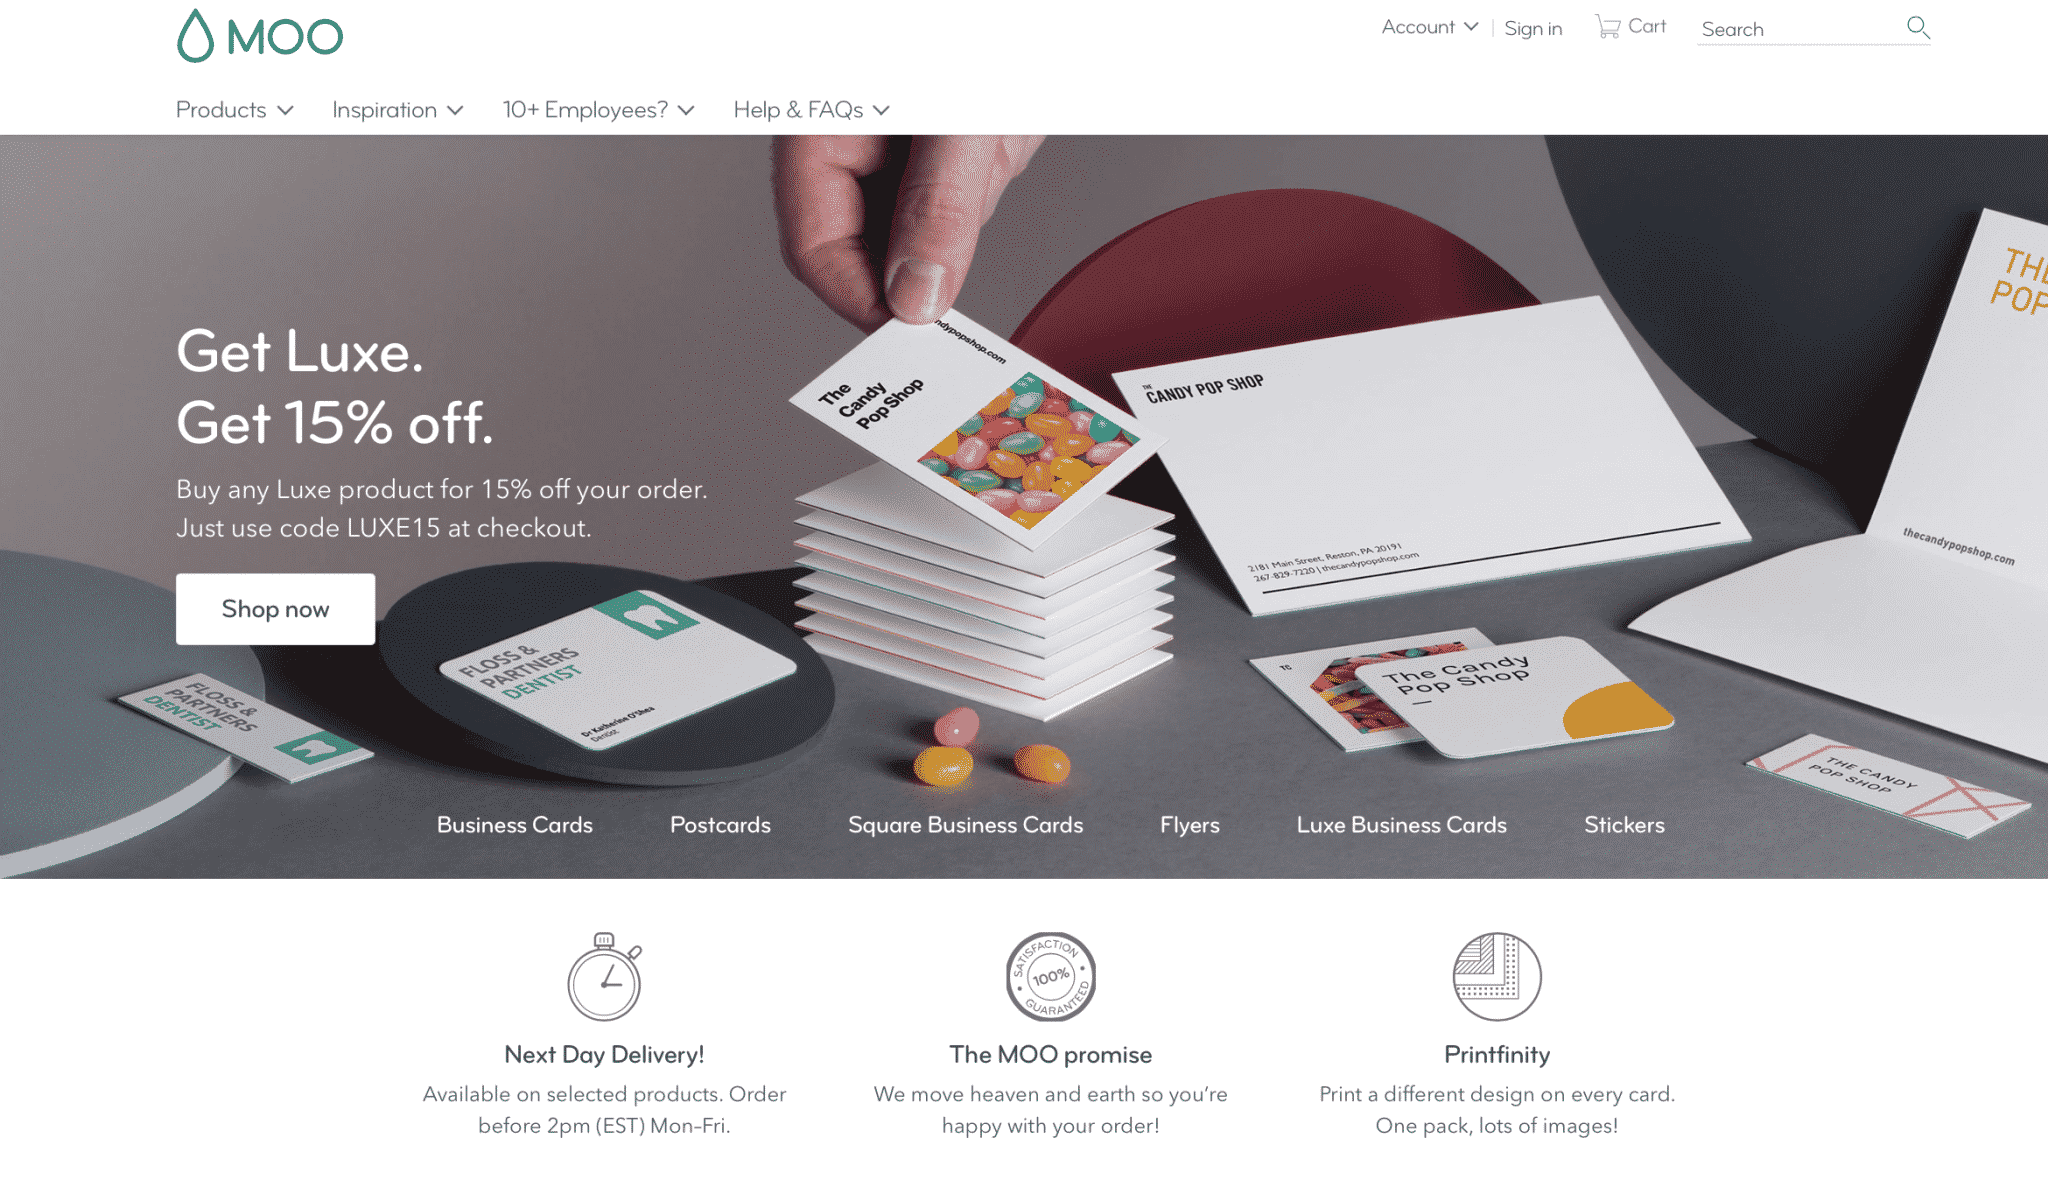 MOO
Account
Sign in
Cart
Search
Products
Inspiration
10+ Employees?
Help & FAQs
Get Luxe.
Get 15% off.
Buy any Luxe product for 15% off your order.
Just use code LUXE15 at checkout.
Shop now
ndypopshop.com
The
Candy
Pop Shop
THE
CANDY POP SHOP
2181 Main Street, Reston, PA 20191
267-829-7220 | thecandypopshop.com
THE
POP
thecandypopshop.com
FLOSS &
PARTNERS
DENTIST
FLOSS &
PARTNERS
DENTIST
Dr Katherine O'Shea
Dentist
TC
The Candy
Pop Shop
THE CANDY
POP SHOP
Business Cards
Postcards
Square Business Cards
Flyers
Luxe Business Cards
Stickers
SATISFACTION
100%
GUARANTEED
Next Day Delivery!
Available on selected products. Order
before 2pm (EST) Mon-Fri.
The MOO promise
We move heaven and earth so you’re
happy with your order!
Printfinity
Print a different design on every card.
One pack, lots of images!